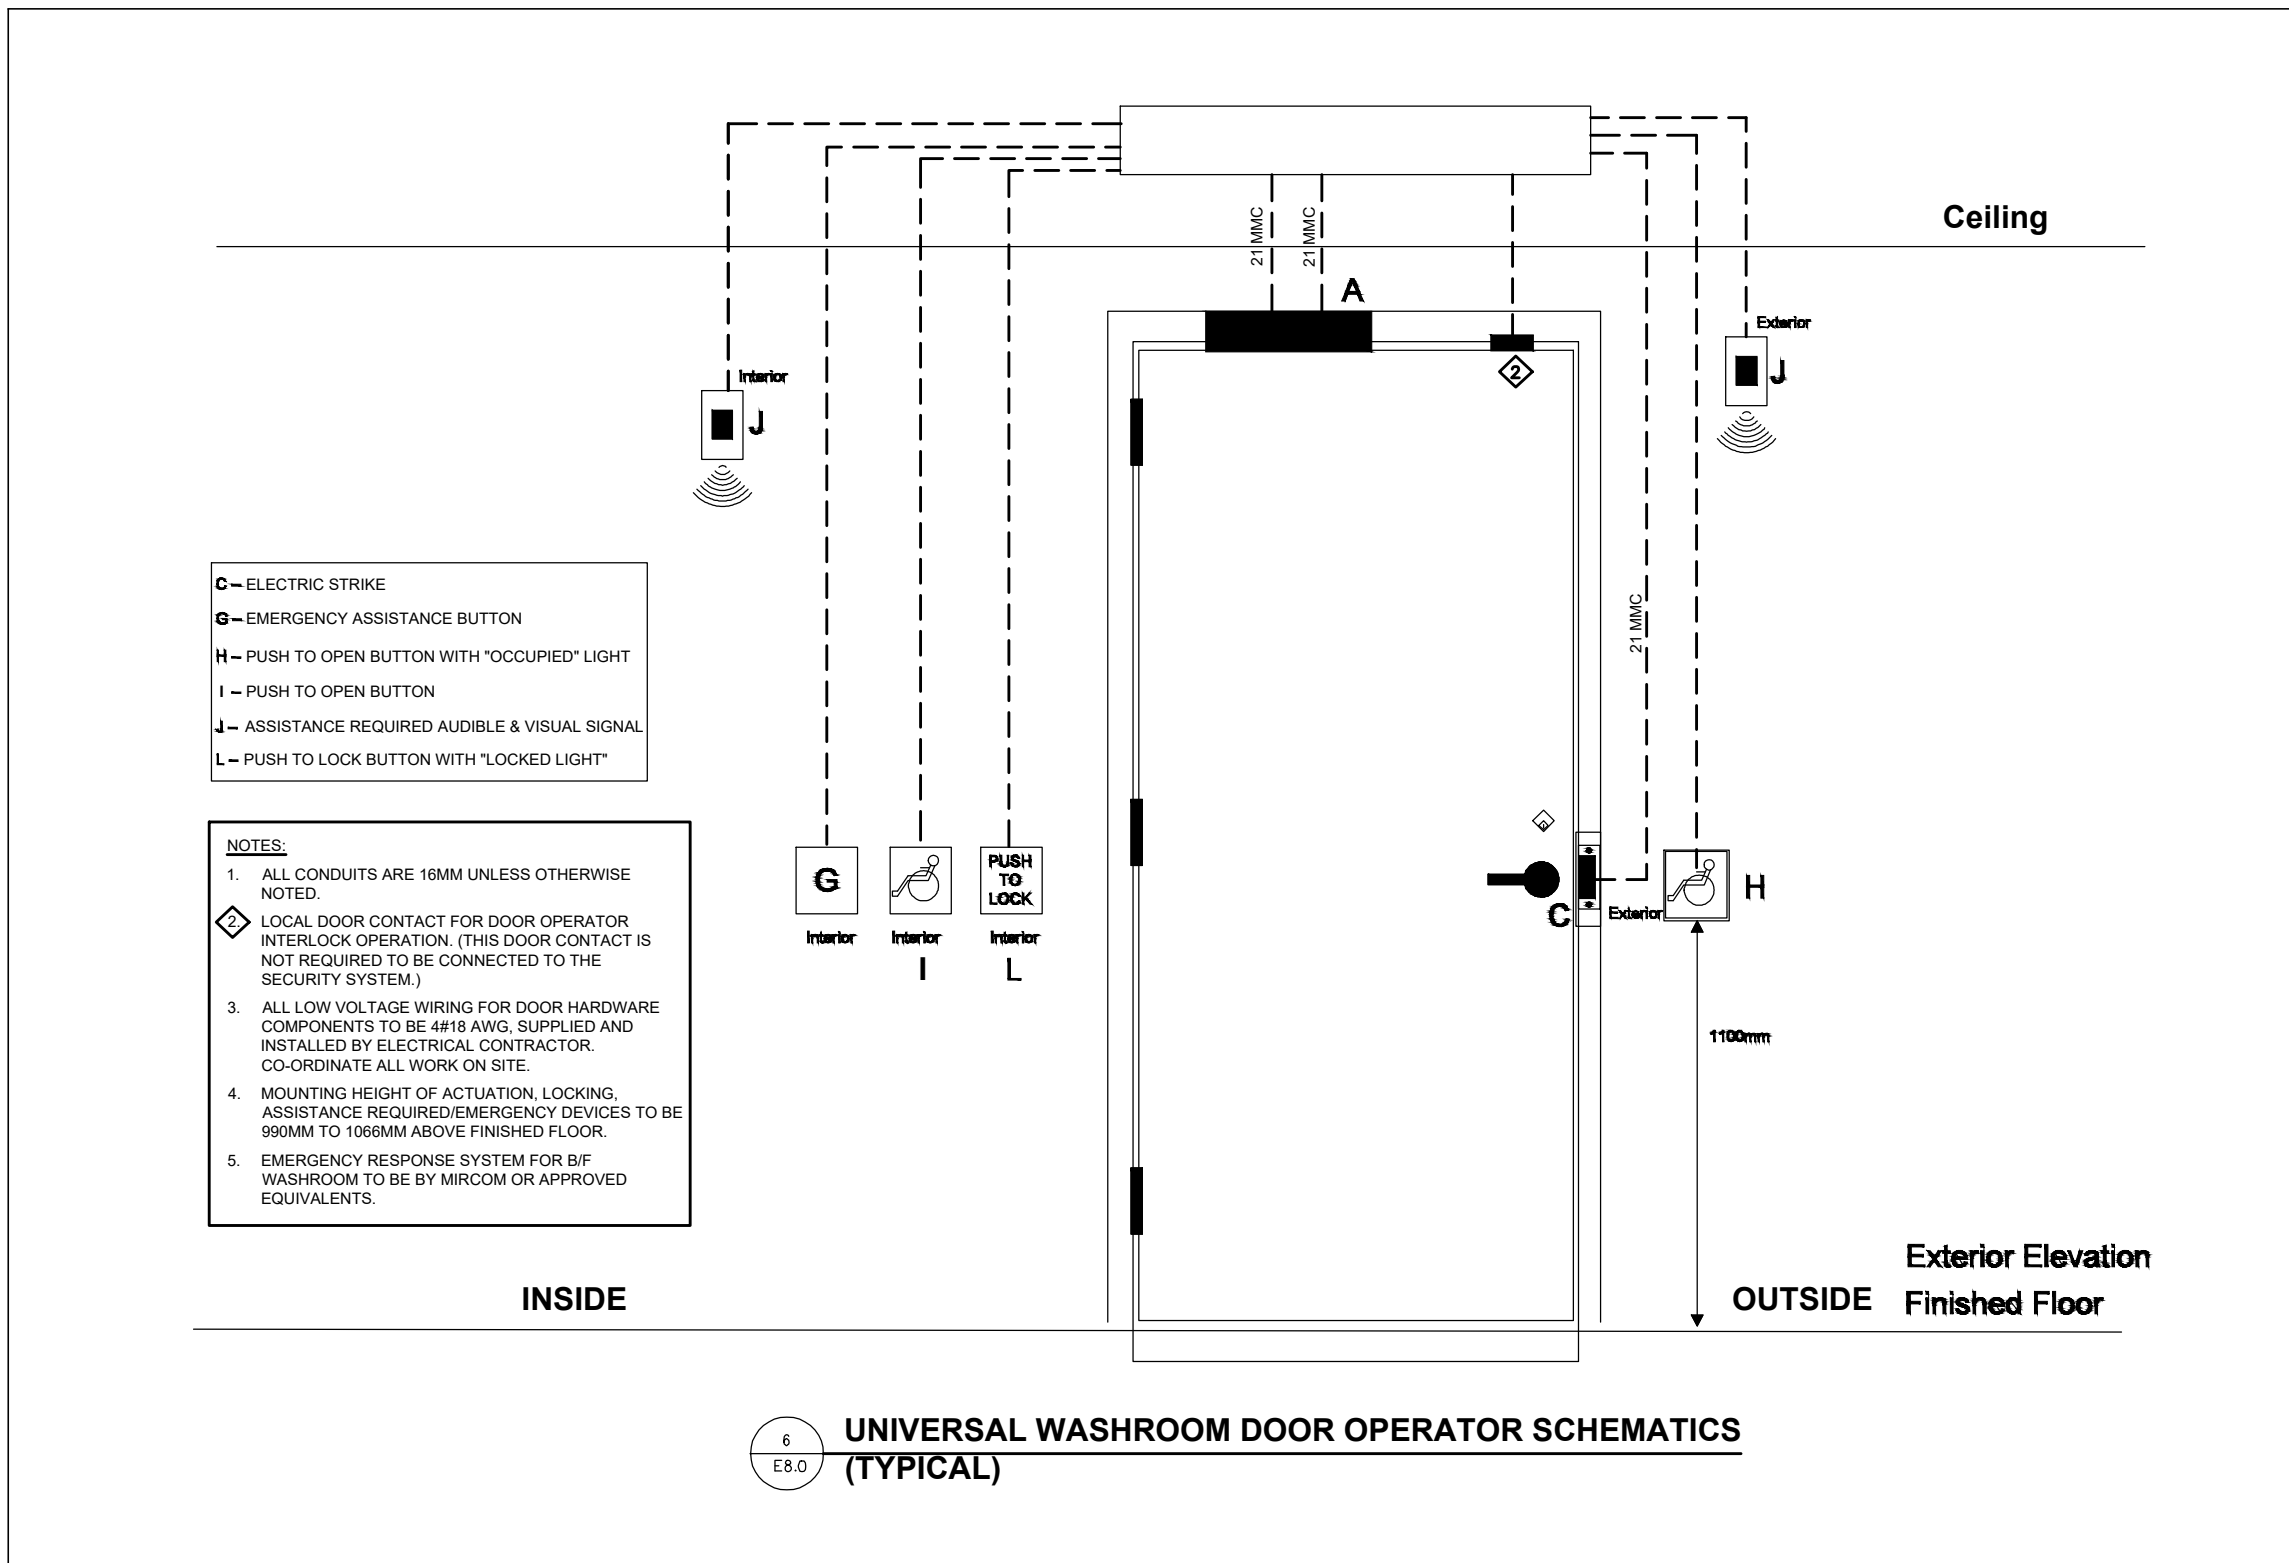 Ceiling
21 MMC
21 MMC
A
Exterior
J
2
Interior
J
21 MMC
C – ELECTRIC STRIKE
G – EMERGENCY ASSISTANCE BUTTON
H – PUSH TO OPEN BUTTON WITH "OCCUPIED" LIGHT
I – PUSH TO OPEN BUTTON
J – ASSISTANCE REQUIRED AUDIBLE & VISUAL SIGNAL
L – PUSH TO LOCK BUTTON WITH "LOCKED LIGHT"
NOTES:
1. ALL CONDUITS ARE 16MM UNLESS OTHERWISE
NOTED.
2. LOCAL DOOR CONTACT FOR DOOR OPERATOR
INTERLOCK OPERATION. (THIS DOOR CONTACT IS
NOT REQUIRED TO BE CONNECTED TO THE
SECURITY SYSTEM.)
3. ALL LOW VOLTAGE WIRING FOR DOOR HARDWARE
COMPONENTS TO BE 4#18 AWG, SUPPLIED AND
INSTALLED BY ELECTRICAL CONTRACTOR.
CO-ORDINATE ALL WORK ON SITE.
4. MOUNTING HEIGHT OF ACTUATION, LOCKING,
ASSISTANCE REQUIRED/EMERGENCY DEVICES TO BE
990MM TO 1066MM ABOVE FINISHED FLOOR.
5. EMERGENCY RESPONSE SYSTEM FOR B/F
WASHROOM TO BE BY MIRCOM OR APPROVED
EQUIVALENTS.
G
Interior
Interior
I
PUSH
TO
LOCK
Interior
L
C
Exterior
H
1100mm
INSIDE
OUTSIDE
Exterior Elevation
Finished Floor
6
E8.0
UNIVERSAL WASHROOM DOOR OPERATOR SCHEMATICS
(TYPICAL)